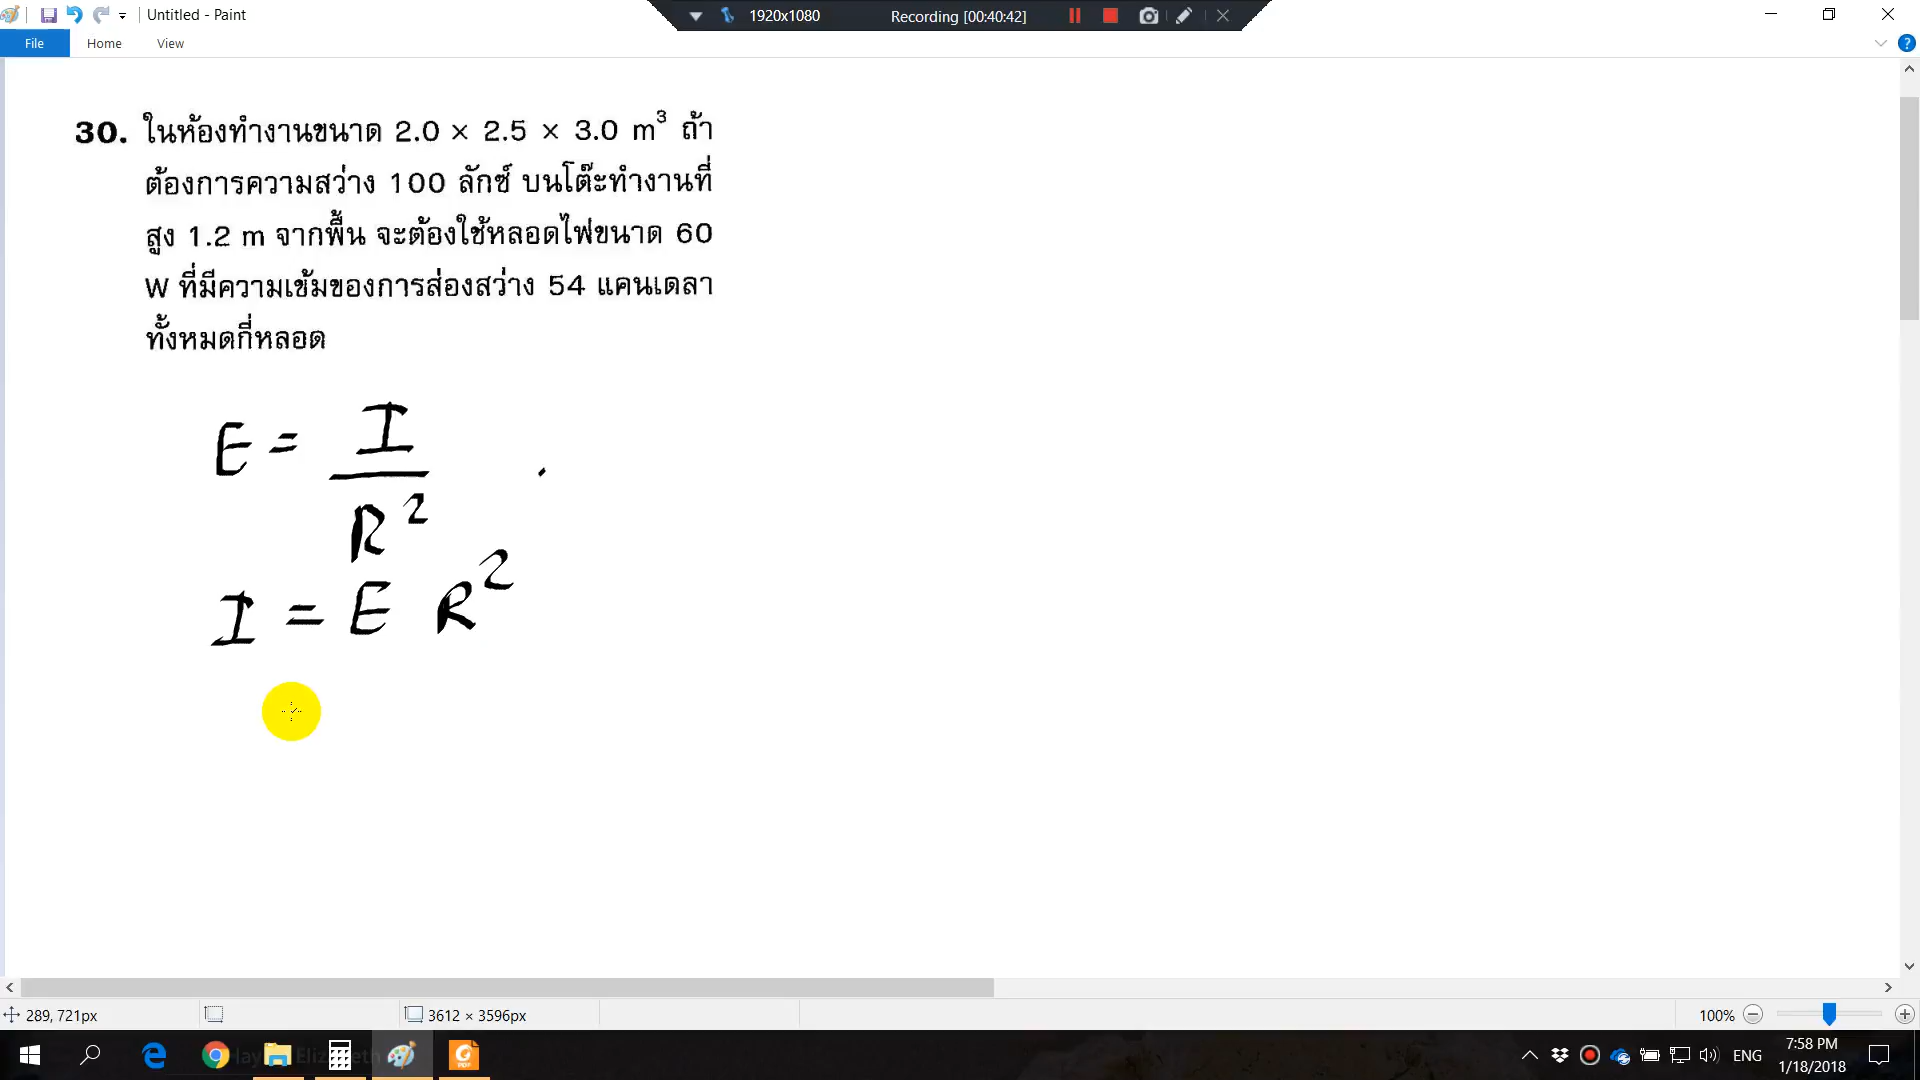 Untitled - Paint
1920x1080
Recording [00:40:42]
File
Home
View
30. ในห้องทำงานขนาด 2.0 × 2.5 × 3.0 m³ ถ้า
ต้องการความสว่าง 100 ลักซ์ บนโต๊ะทำงานที่
สูง 1.2 m จากพื้น จะต้องใช้หลอดไฟขนาด 60
W ที่มีความเข้มของการส่องสว่าง 54 แคนเดลา
ทั้งหมดกี่หลอด
E = I
R²
I = E R²
289, 721px
3612 × 3596px
100%
ENG
7:58 PM
1/18/2018